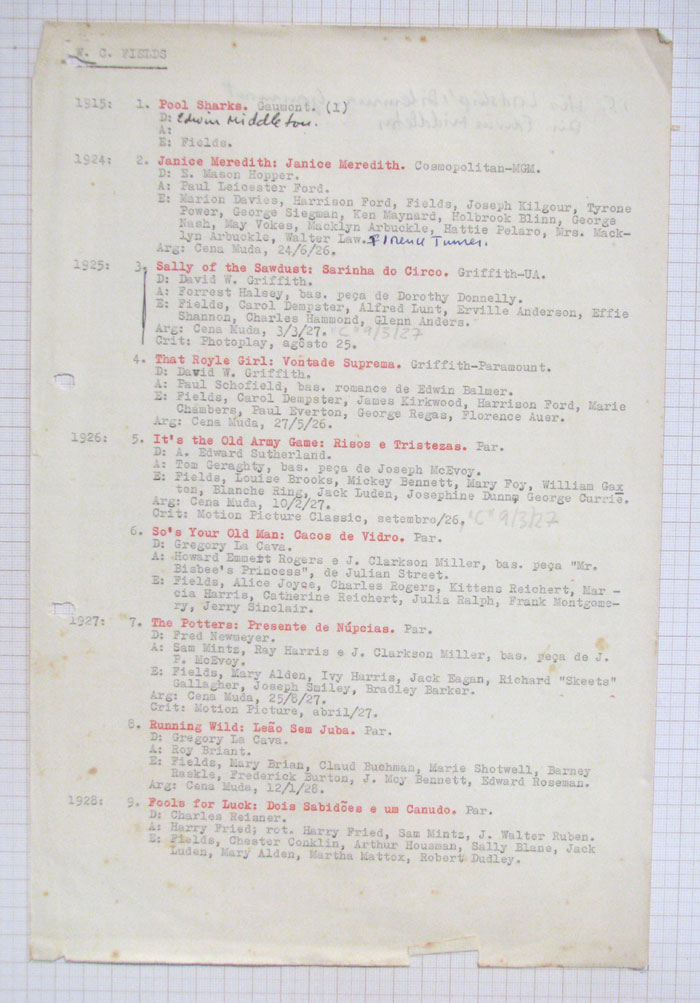 W. C. FIELDS
1915: 1. Pool Sharks. Gaumont. (1)
D: Edwin Middleton.
A:
E: Fields.
1924: 2. Janice Meredith: Janice Meredith. Cosmopolitan-MGM.
D: E. Mason Hopper.
A: Paul Leicester Ford.
E: Marion Davies, Harrison Ford, Fields, Joseph Kilgour, Tyrone
Power, George Siegman, Ken Maynard, Holbrook Blinn, George
Nash, May Vokes, Macklyn Arbuckle, Hattie Pelaro, Mrs. Mack-
lyn Arbuckle, Walter Law. Florence Turner.
Arg: Cena Muda, 24/6/26.
1925: 3. Sally of the Sawdust: Sarinha do Circo. Griffith-UA.
D: David W. Griffith.
A: Forrest Halsey, bas. peça de Dorothy Donnelly.
E: Fields, Carol Dempster, Alfred Lunt, Erville Anderson, Effie
Shannon, Charles Hammond, Glenn Anders.
Arg: Cena Muda, 3/3/27. "C" 9/3/27
Crit: Photoplay, agôsto 25.
4. That Royle Girl: Vontade Suprema. Griffith-Paramount.
D: David W. Griffith.
A: Paul Schofield, bas. romance de Edwin Balmer.
E: Fields, Carol Dempster, James Kirkwood, Harrison Ford, Marie
Chambers, Paul Everton, George Regas, Florence Auer.
Arg: Cena Muda, 27/5/26.
1926: 5. It's the Old Army Game: Risos e Tristezas. Par.
D: A. Edward Sutherland.
A: Tom Geraghty, bas. peça de Joseph McEvoy.
E: Fields, Louise Brooks, Mickey Bennett, Mary Foy, William Gax
ton, Blanche Ring, Jack Luden, Josephine Dunn, George Currie.
Arg: Cena Muda, 10/2/27.
Crit: Motion Picture Classic, setembro/26, "C" 9/3/27
6. So's Your Old Man: Cacos de Vidro. Par.
D: Gregory La Cava.
A: Howard Emmett Rogers e J. Clarkson Miller, bas. peça "Mr.
Bisbee's Princess", de Julian Street.
E: Fields, Alice Joyce, Charles Rogers, Kittens Reichert, Mar -
cia Harris, Catherine Reichert, Julia Ralph, Frank Montgome-
ry, Jerry Sinclair.
1927: 7. The Potters: Presente de Núpcias. Par.
D: Fred Newmeyer.
A: Sam Mintz, Ray Harris e J. Clarkson Miller, bas. peça de J.
P. McEvoy.
E: Fields, Mary Alden, Ivy Harris, Jack Eagan, Richard "Skeets"
Gallagher, Joseph Smiley, Bradley Barker.
Arg: Cena Muda, 25/8/27.
Crit: Motion Picture, abril/27.
8. Running Wild: Leão Sem Juba. Par.
D: Gregory La Cava.
A: Roy Briant.
E: Fields, Mary Brian, Claud Buchman, Marie Shotwell, Barney
Raskle, Frederick Burton, J. Moy Bennett, Edward Roseman.
Arg: Cena Muda, 12/1/28.
1928: 9. Fools for Luck: Dois Sabidões e um Canudo. Par.
D: Charles Reisner.
A: Harry Fried; rot. Harry Fried, Sam Mintz, J. Walter Ruben.
E: Fields, Chester Conklin, Arthur Housman, Sally Blane, Jack
Luden, Mary Alden, Martha Mattox, Robert Dudley.